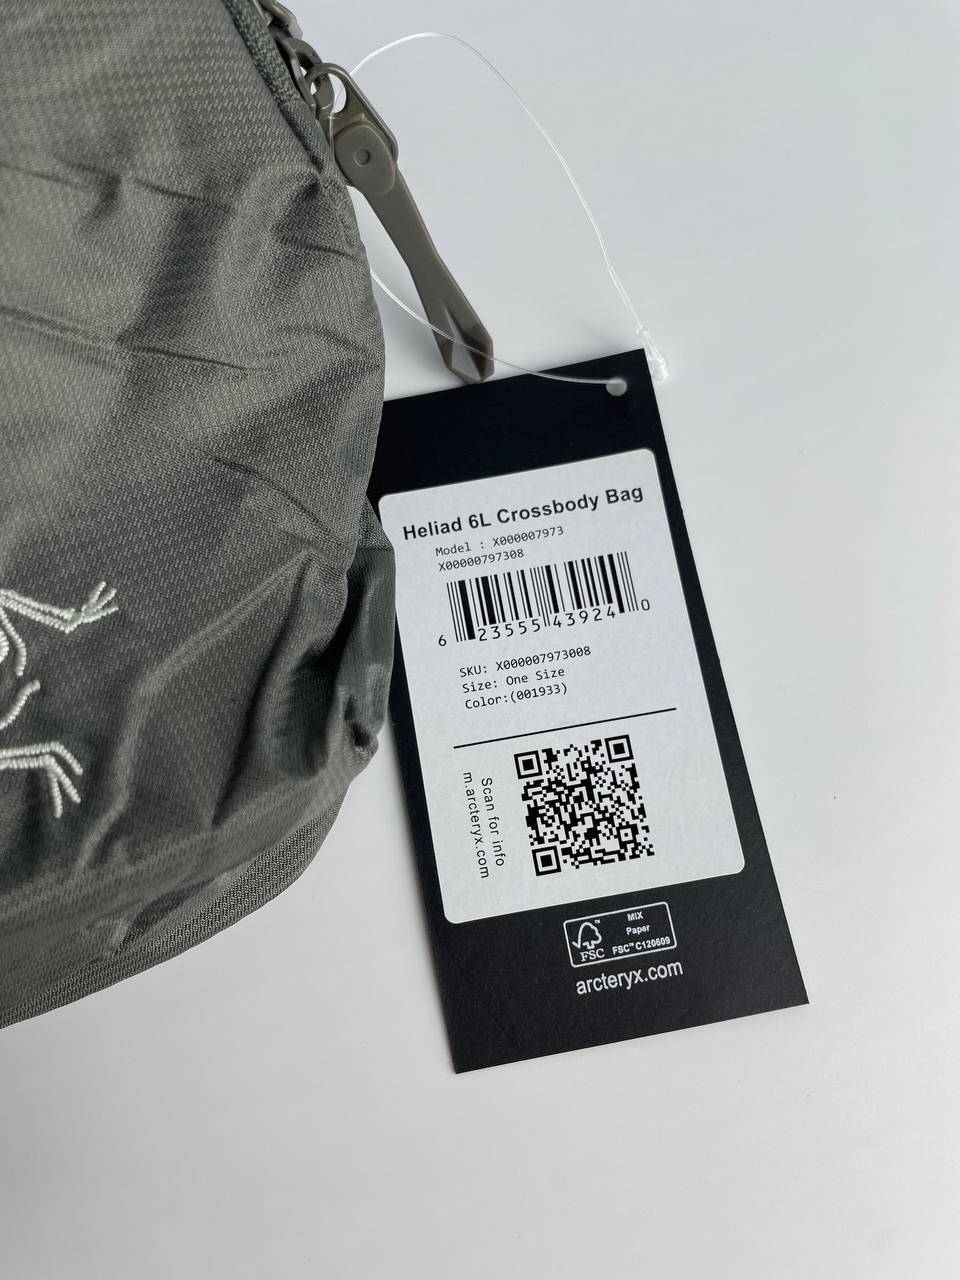 Heliad 6L Crossbody Bag
Model : X000007973
X00000797308
6 23555 43924 0
SKU: X000007973008
Size: One Size
Color:(001933)
Scan for info
m.arcteryx.com
FSC™
MIX
Paper
FSC™ C120609
arcteryx.com